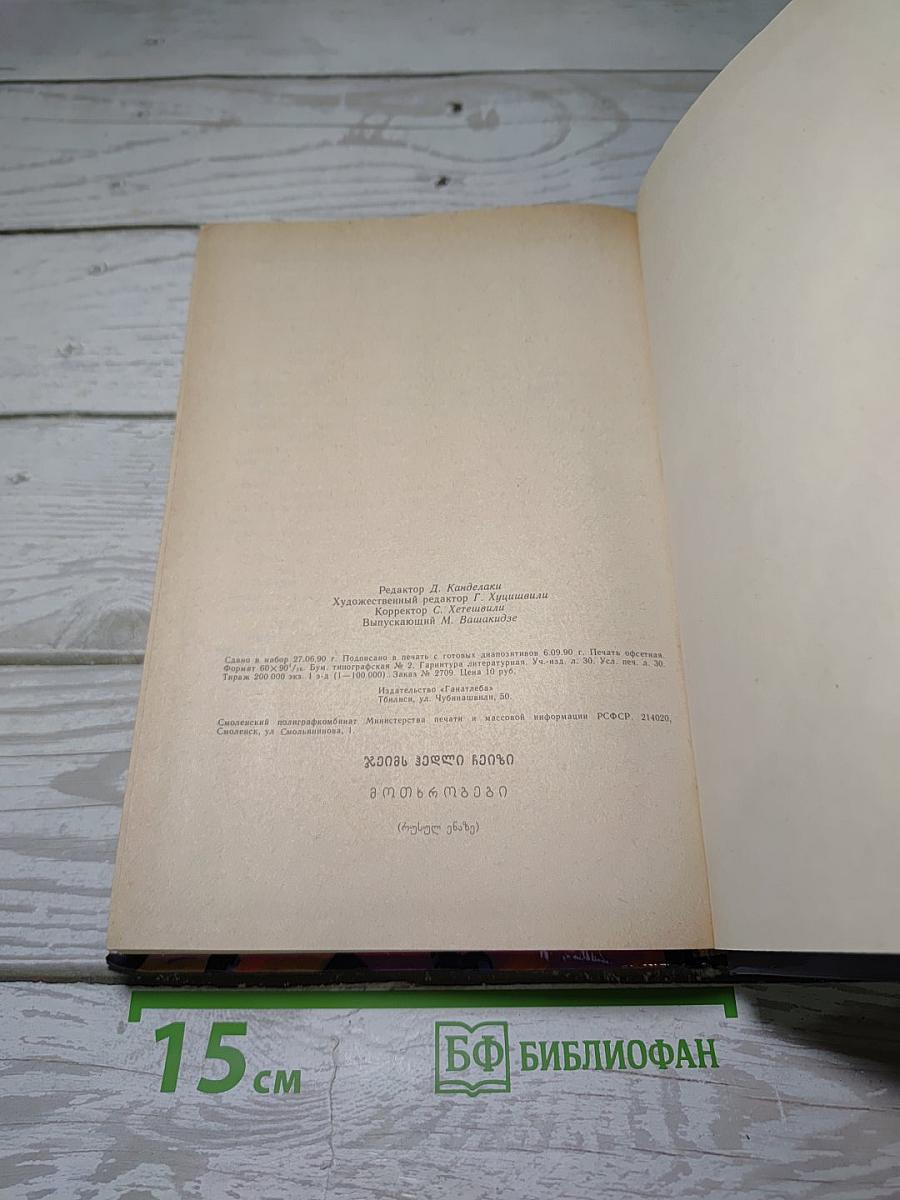 Редактор Д. Канделаки
Художественный редактор Г. Хуцишвили
Корректор С. Хетешвили
Выпускающий М. Вашакидзе
Сдано в набор 27.06.90 г. Подписано в печать с готовых диапозитивов 6.09.90 г. Печать офсетная.
Формат 60×90¹/₁₆. Бум. типографская № 2. Гарнитура литературная. Уч.-изд. л. 30. Усл. печ. л. 30.
Тираж 200 000 экз. I з-д (1—100 000). Заказ № 2709. Цена 10 руб.
Издательство «Ганатлеба»
Тбилиси, ул. Чубинашвили, 50.
Смоленский полиграфкомбинат Министерства печати и массовой информации РСФСР. 214020,
Смоленск, ул Смольянинова, 1
ჯეიმს ჰედლი ჩეიზი
მოთხრობები
(რუსულ ენაზე)
15 см
БФ БИБЛИОФАН